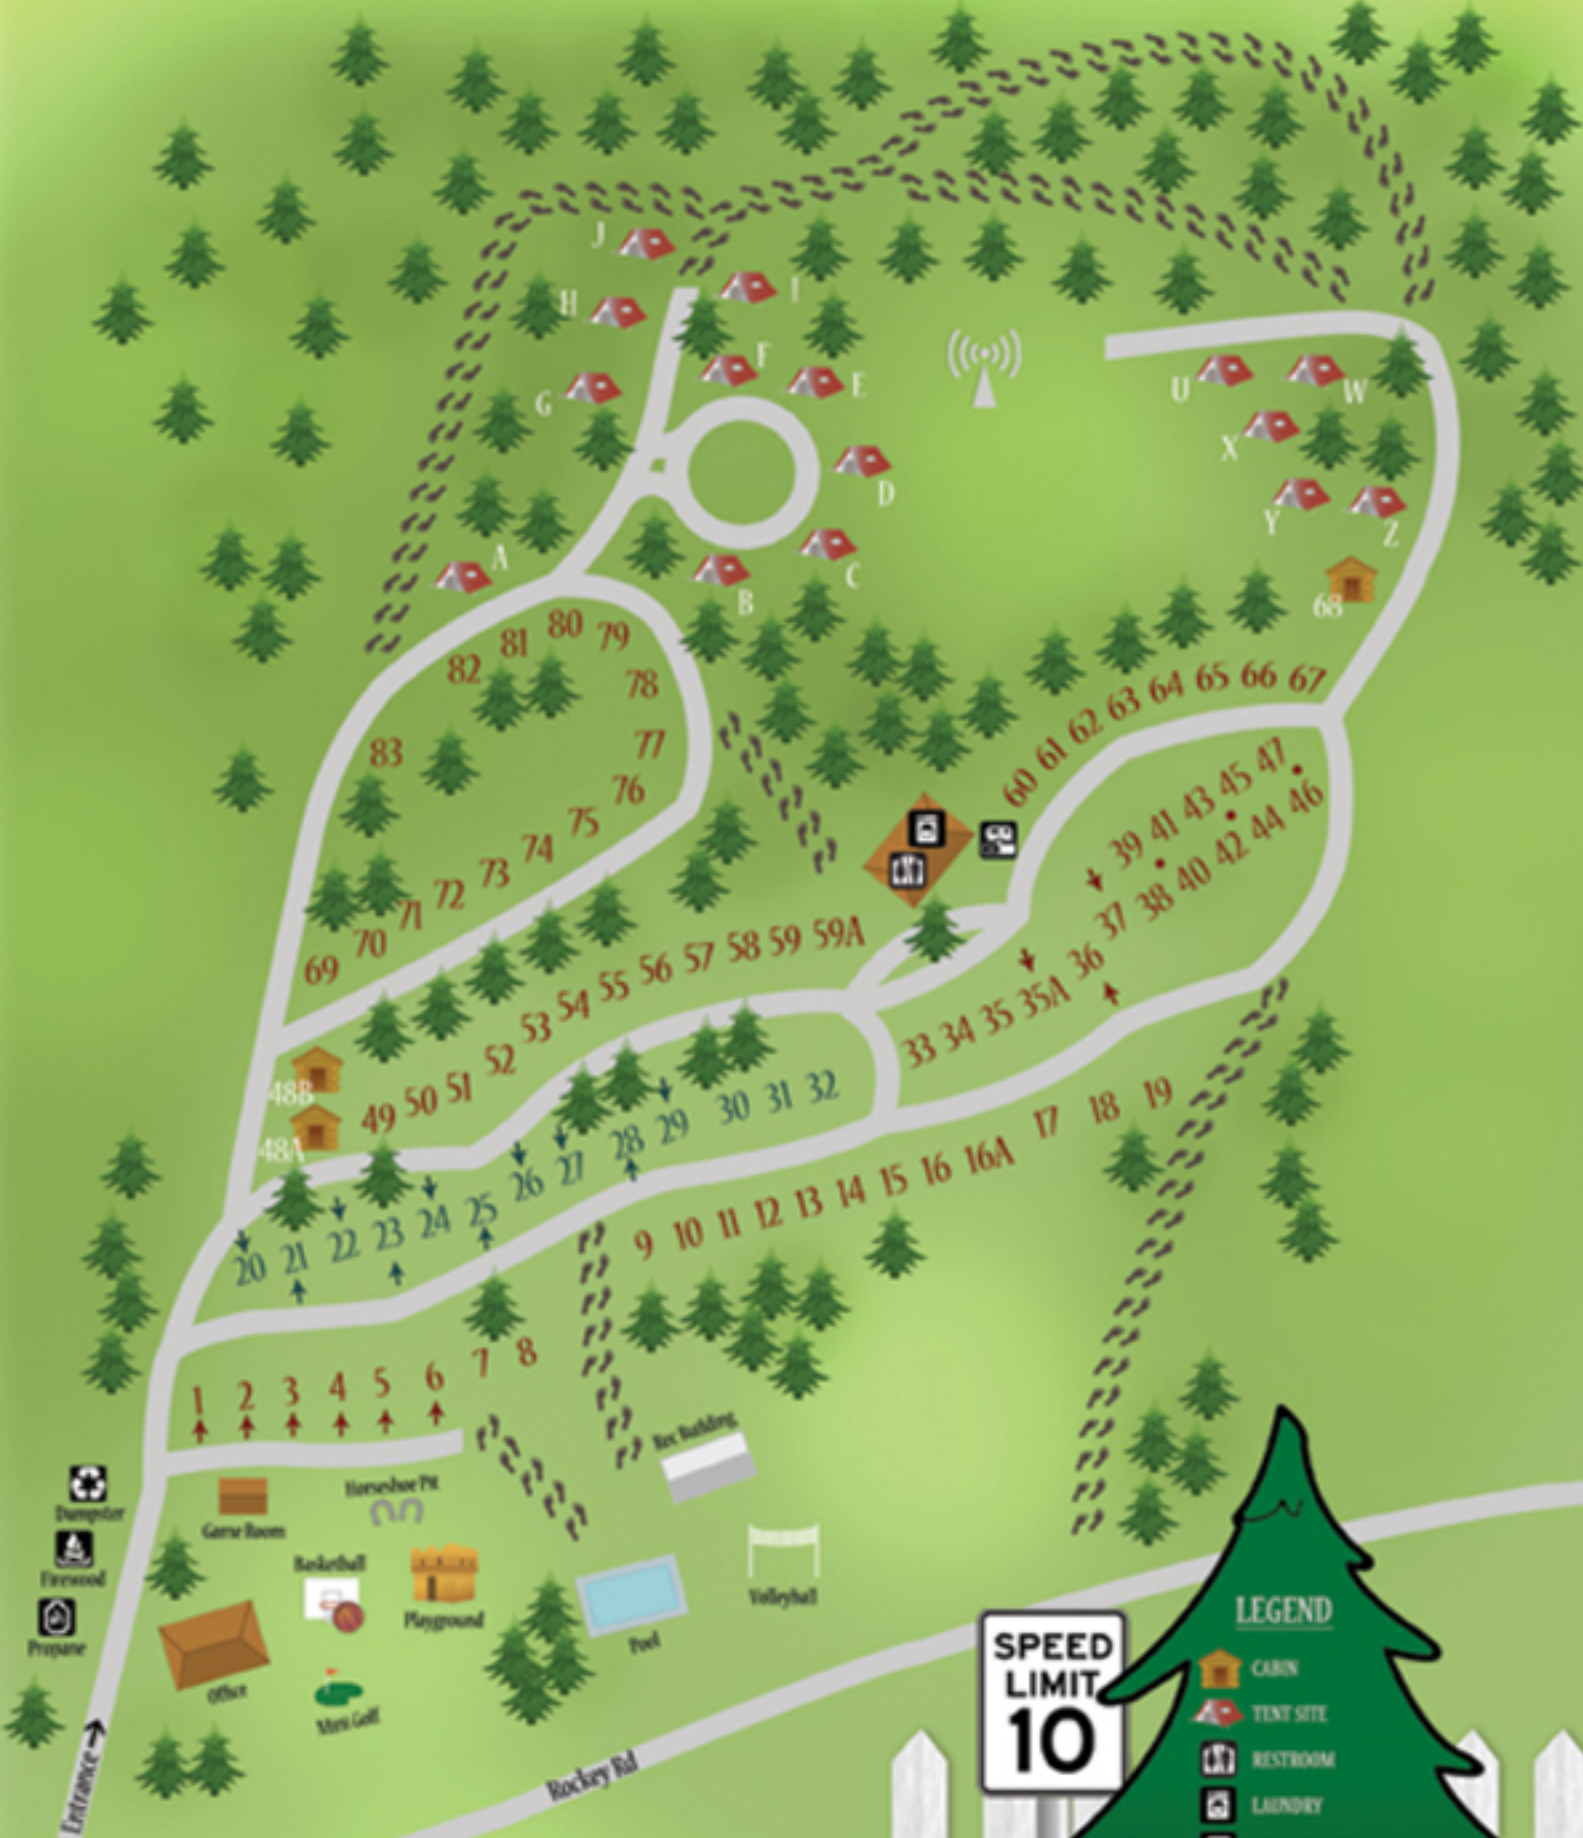 J
I
H
F
E
G
U
W
X
D
Y
Z
A
C
B
68
82 81 80 79
78
77
76
83
75
74
73
72
71
70
69
60 61 62 63 64 65 66 67
39 41 43 45 47
37 38 40 42 44 46
33 34 35 35A 36
48B
48A
49 50 51 52 53 54 55 56 57 58 59 59A
20 21 22 23 24 25 26 27 28 29 30 31 32
9 10 11 12 13 14 15 16 16A 17 18 19
1 2 3 4 5 6 7 8
Rec Building
Dumpster
Game Room
Horseshoe Pit
Firewood
Basketball
Playground
Volleyball
Propane
Pool
Office
Mini Golf
Entrance
Rockey Rd
SPEED
LIMIT
10
LEGEND
CABIN
TENT SITE
RESTROOM
LAUNDRY